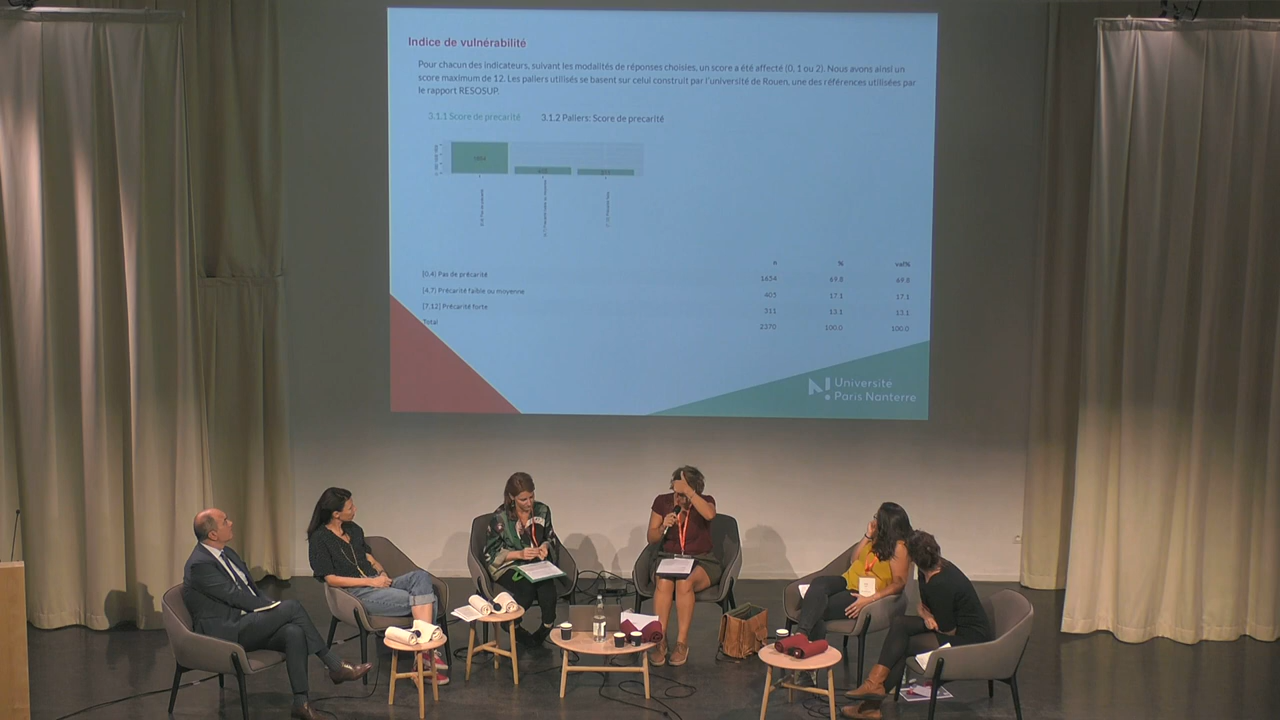 Indice de vulnérabilité
Pour chacun des indicateurs, suivant les modalités de réponses choisies, un score a été affecté (0, 1 ou 2). Nous avons ainsi un
score maximum de 12. Les paliers utilisés se basent sur celui construit par l'université de Rouen, une des références utilisées par
le rapport RESOSUP.
3.1.1 Score de precarité 3.1.2 Paliers: Score de precarité
n % val%
[0,4) Pas de précarité 1654 69.8 69.8
[4,7) Précarité faible ou moyenne 403 17.1 17.1
[7,12] Précarité forte 311 13.1 13.1
Total 2370 100.0 100.0
Université
Paris Nanterre